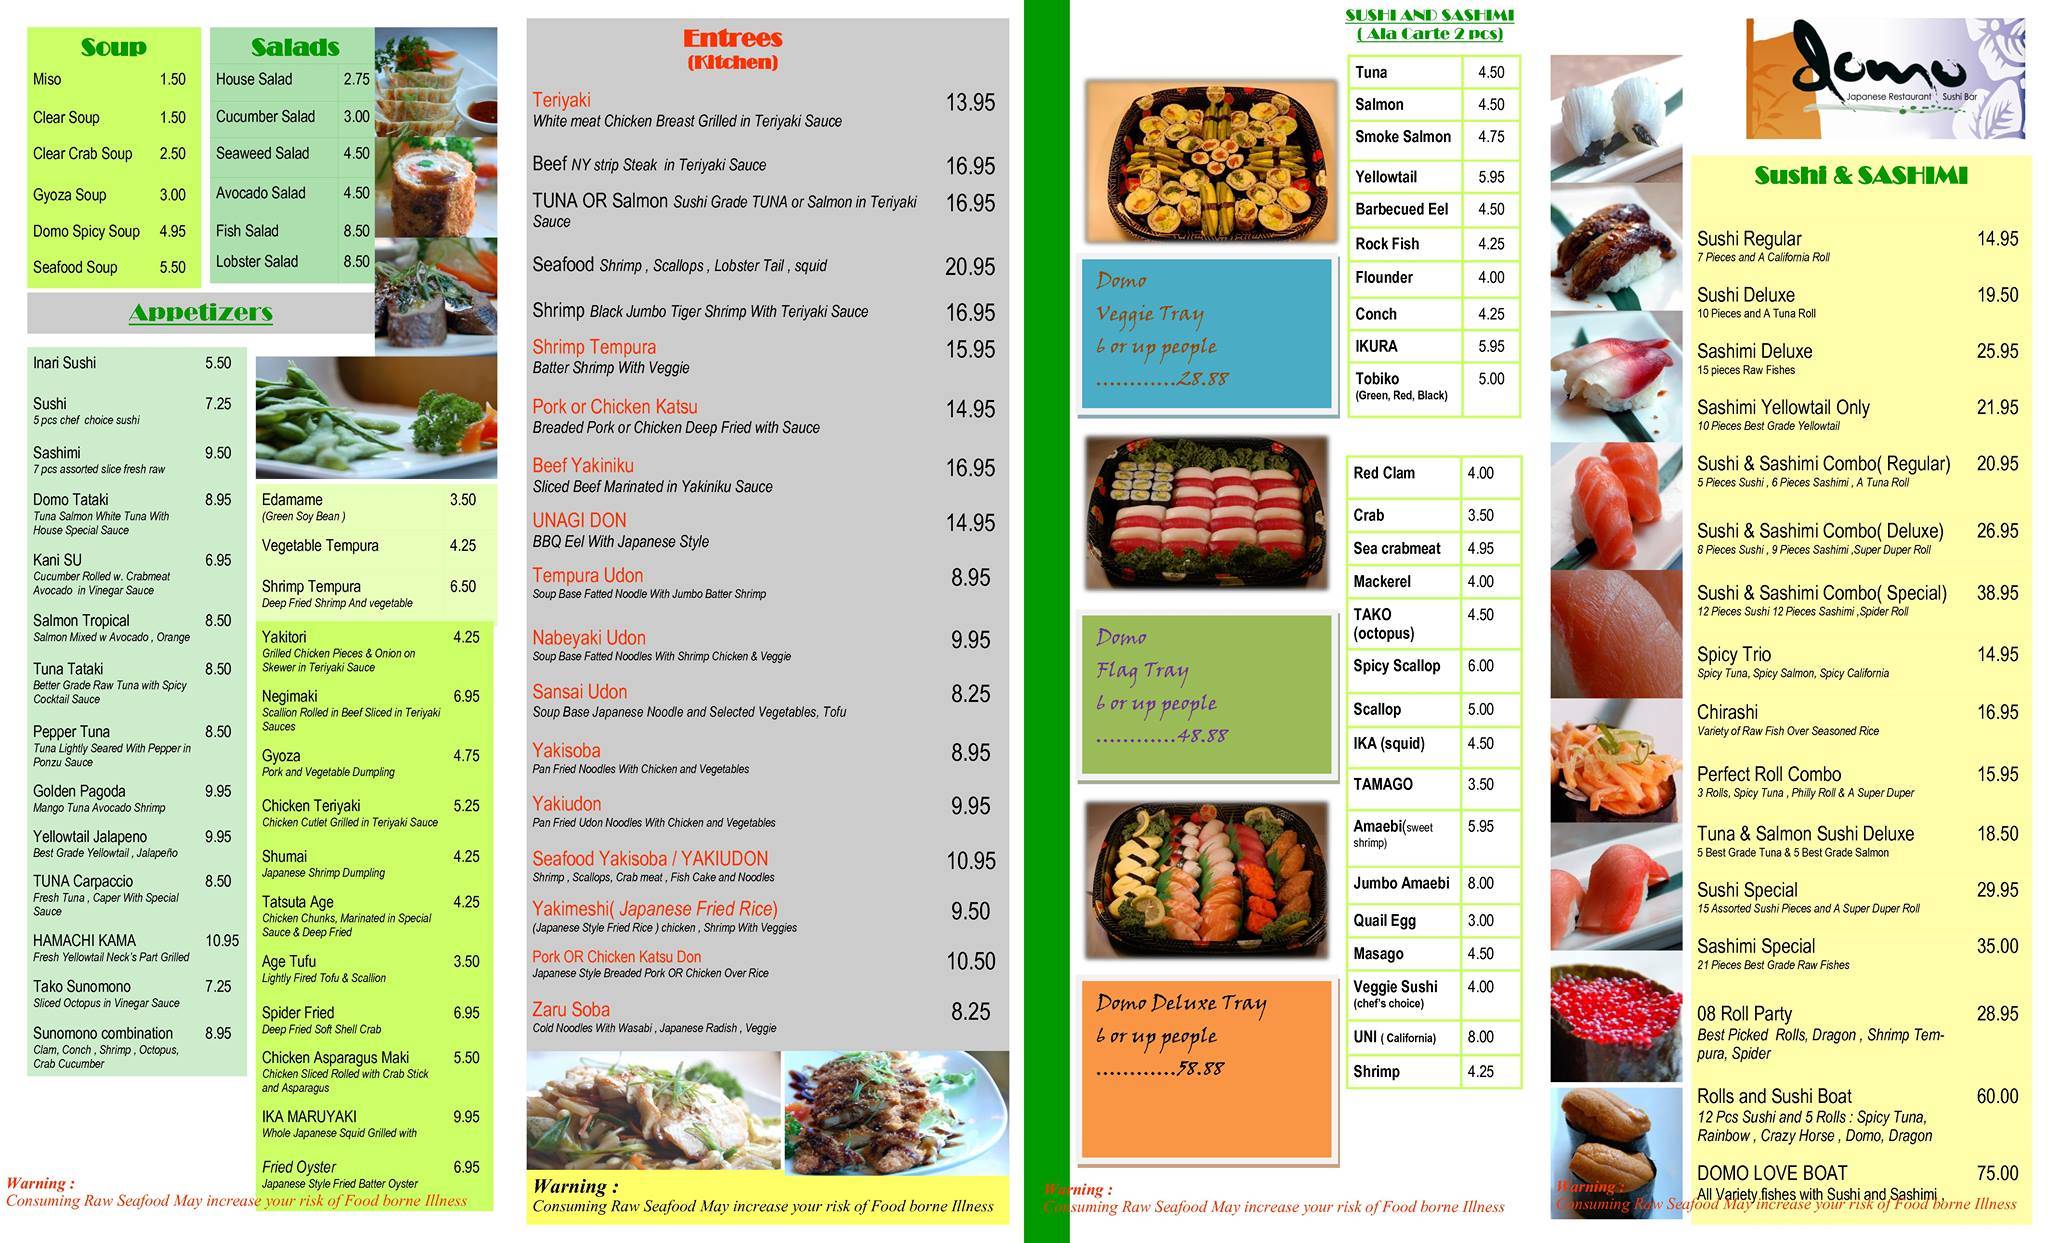 Soup
Miso 1.50
Clear Soup 1.50
Clear Crab Soup 2.50
Gyoza Soup 3.00
Domo Spicy Soup 4.95
Seafood Soup 5.50
Salads
House Salad 2.75
Cucumber Salad 3.00
Seaweed Salad 4.50
Avocado Salad 4.50
Fish Salad 8.50
Lobster Salad 8.50
Appetizers
Inari Sushi 5.50
Sushi 7.25
5 pcs chef choice sushi
Sashimi 9.50
7 pcs assorted slice fresh raw
Domo Tataki 8.95
Tuna Salmon White Tuna With
House Special Sauce
Kani SU 6.95
Cucumber Rolled w. Crabmeat
Avocado in Vinegar Sauce
Salmon Tropical 8.50
Salmon Mixed w Avocado , Orange
Tuna Tataki 8.50
Better Grade Raw Tuna with Spicy
Cocktail Sauce
Pepper Tuna 8.50
Tuna Lightly Seared With Pepper in
Ponzu Sauce
Golden Pagoda 9.95
Mango Tuna Avocado Shrimp
Yellowtail Jalapeno 9.95
Best Grade Yellowtail , Jalapeño
TUNA Carpaccio 8.50
Fresh Tuna , Caper With Special
Sauce
HAMACHI KAMA 10.95
Fresh Yellowtail Neck's Part Grilled
Tako Sunomono 7.25
Sliced Octopus in Vinegar Sauce
Sunomono combination 8.95
Clam, Conch , Shrimp , Octopus,
Crab Cucumber
Edamame 3.50
(Green Soy Bean )
Vegetable Tempura 4.25
Shrimp Tempura 6.50
Deep Fried Shrimp And vegetable
Yakitori 4.25
Grilled Chicken Pieces & Onion on
Skewer in Teriyaki Sauce
Negimaki 6.95
Scallion Rolled in Beef Sliced in Teriyaki
Sauces
Gyoza 4.75
Pork and Vegetable Dumpling
Chicken Teriyaki 5.25
Chicken Cutlet Grilled in Teriyaki Sauce
Shumai 4.25
Japanese Shrimp Dumpling
Tatsuta Age 4.25
Chicken Chunks, Marinated in Special
Sauce & Deep Fried
Age Tufu 3.50
Lightly Fired Tofu & Scallion
Spider Fried 6.95
Deep Fried Soft Shell Crab
Chicken Asparagus Maki 5.50
Chicken Sliced Rolled with Crab Stick
and Asparagus
IKA MARUYAKI 9.95
Whole Japanese Squid Grilled with
Fried Oyster 6.95
Japanese Style Fried Batter Oyster
Warning :
Consuming Raw Seafood May increase your risk of Food borne Illness
Entrees
(Kitchen)
Teriyaki 13.95
White meat Chicken Breast Grilled in Teriyaki Sauce
Beef NY strip Steak in Teriyaki Sauce 16.95
TUNA OR Salmon Sushi Grade TUNA or Salmon in Teriyaki 16.95
Sauce
Seafood Shrimp , Scallops , Lobster Tail , squid 20.95
Shrimp Black Jumbo Tiger Shrimp With Teriyaki Sauce 16.95
Shrimp Tempura 15.95
Batter Shrimp With Veggie
Pork or Chicken Katsu 14.95
Breaded Pork or Chicken Deep Fried with Sauce
Beef Yakiniku 16.95
Sliced Beef Marinated in Yakiniku Sauce
UNAGI DON 14.95
BBQ Eel With Japanese Style
Tempura Udon 8.95
Soup Base Fatted Noodle With Jumbo Batter Shrimp
Nabeyaki Udon 9.95
Soup Base Fatted Noodles With Shrimp Chicken & Veggie
Sansai Udon 8.25
Soup Base Japanese Noodle and Selected Vegetables, Tofu
Yakisoba 8.95
Pan Fried Noodles With Chicken and Vegetables
Yakiudon 9.95
Pan Fried Udon Noodles With Chicken and Vegetables
Seafood Yakisoba / YAKIUDON 10.95
Shrimp , Scallops, Crab meat , Fish Cake and Noodles
Yakimeshi( Japanese Fried Rice) 9.50
(Japanese Style Fried Rice ) chicken , Shrimp With Veggies
Pork OR Chicken Katsu Don 10.50
Japanese Style Breaded Pork OR Chicken Over Rice
Zaru Soba 8.25
Cold Noodles With Wasabi , Japanese Radish , Veggie
Warning :
Consuming Raw Seafood May increase your risk of Food borne Illness
Domo
Veggie Tray
6 or up people
............28.88
Domo
Flag Tray
6 or up people
............48.88
Domo Deluxe Tray
6 or up people
............58.88
SUSHI AND SASHIMI
( Ala Carte 2 pcs)
Tuna 4.50
Salmon 4.50
Smoke Salmon 4.75
Yellowtail 5.95
Barbecued Eel 4.50
Rock Fish 4.25
Flounder 4.00
Conch 4.25
IKURA 5.95
Tobiko 5.00
(Green, Red, Black)
Red Clam 4.00
Crab 3.50
Sea crabmeat 4.95
Mackerel 4.00
TAKO 4.50
(octopus)
Spicy Scallop 6.00
Scallop 5.00
IKA (squid) 4.50
TAMAGO 3.50
Amaebi(sweet 5.95
shrimp)
Jumbo Amaebi 8.00
Quail Egg 3.00
Masago 4.50
Veggie Sushi 4.00
(chef's choice)
UNI ( California) 8.00
Shrimp 4.25
Warning :
Consuming Raw Seafood May increase your risk of Food borne Illness
Domo
Japanese Restaurant Sushi Bar
Sushi & SASHIMI
Sushi Regular 14.95
7 Pieces and A California Roll
Sushi Deluxe 19.50
10 Pieces and A Tuna Roll
Sashimi Deluxe 25.95
15 pieces Raw Fishes
Sashimi Yellowtail Only 21.95
10 Pieces Best Grade Yellowtail
Sushi & Sashimi Combo( Regular) 20.95
5 Pieces Sushi , 6 Pieces Sashimi , A Tuna Roll
Sushi & Sashimi Combo( Deluxe) 26.95
8 Pieces Sushi , 9 Pieces Sashimi ,Super Duper Roll
Sushi & Sashimi Combo( Special) 38.95
12 Pieces Sushi 12 Pieces Sashimi ,Spider Roll
Spicy Trio 14.95
Spicy Tuna, Spicy Salmon, Spicy California
Chirashi 16.95
Variety of Raw Fish Over Seasoned Rice
Perfect Roll Combo 15.95
3 Rolls, Spicy Tuna , Philly Roll & A Super Duper
Tuna & Salmon Sushi Deluxe 18.50
5 Best Grade Tuna & 5 Best Grade Salmon
Sushi Special 29.95
15 Assorted Sushi Pieces and A Super Duper Roll
Sashimi Special 35.00
21 Pieces Best Grade Raw Fishes
08 Roll Party 28.95
Best Picked Rolls, Dragon , Shrimp Tem-
pura, Spider
Rolls and Sushi Boat 60.00
12 Pcs Sushi and 5 Rolls : Spicy Tuna,
Rainbow , Crazy Horse , Domo, Dragon
DOMO LOVE BOAT 75.00
All Variety fishes with Sushi and Sashimi ,
Warning :
Consuming Raw Seafood May increase your risk of Food borne Illness